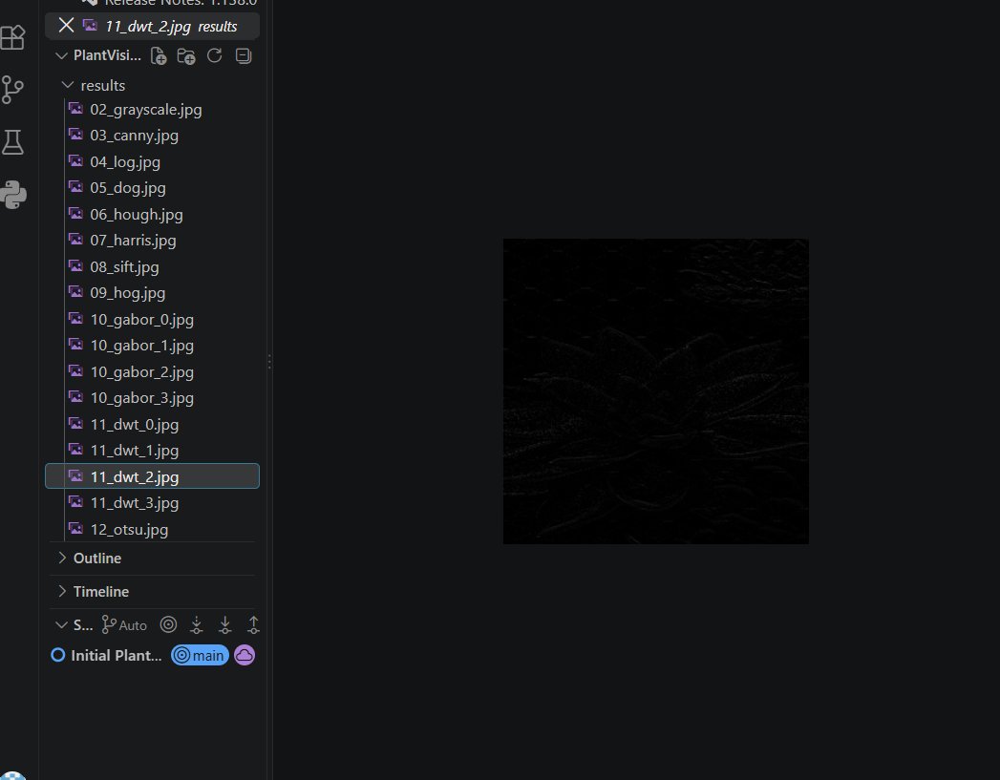 Release Notes: 1.138.0
11_dwt_2.jpg results
PlantVisi...
results
02_grayscale.jpg
03_canny.jpg
04_log.jpg
05_dog.jpg
06_hough.jpg
07_harris.jpg
08_sift.jpg
09_hog.jpg
10_gabor_0.jpg
10_gabor_1.jpg
10_gabor_2.jpg
10_gabor_3.jpg
11_dwt_0.jpg
11_dwt_1.jpg
11_dwt_2.jpg
11_dwt_3.jpg
12_otsu.jpg
Outline
Timeline
S... Auto
Initial Plant... main